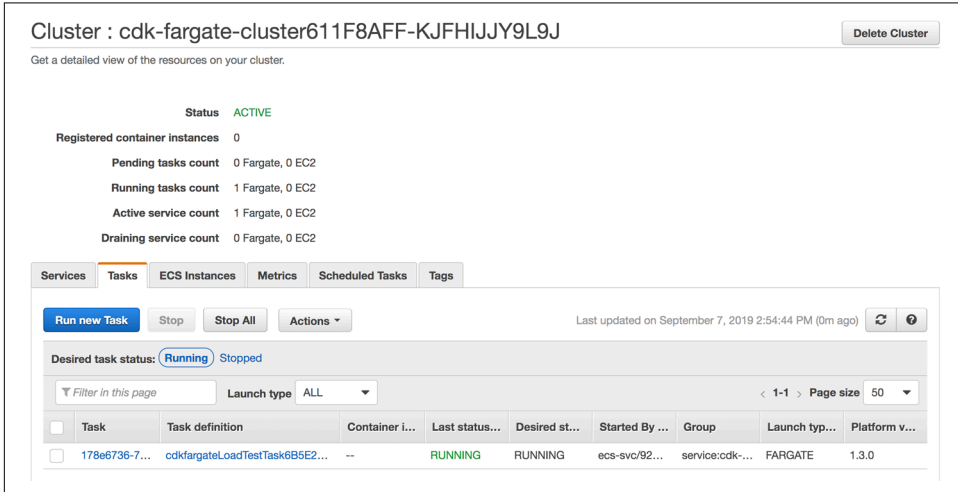 Cluster : cdk-fargate-cluster611F8AFF-KJFHIJJY9L9J
Delete Cluster
Get a detailed view of the resources on your cluster.
Status ACTIVE
Registered container instances 0
Pending tasks count 0 Fargate, 0 EC2
Running tasks count 1 Fargate, 0 EC2
Active service count 1 Fargate, 0 EC2
Draining service count 0 Fargate, 0 EC2
Services Tasks ECS Instances Metrics Scheduled Tasks Tags
Run new Task Stop Stop All Actions Last updated on September 7, 2019 2:54:44 PM (0m ago)
Desired task status: Running Stopped
Filter in this page Launch type ALL < 1-1 > Page size 50
Task Task definition Container i... Last status... Desired st... Started By ... Group Launch typ... Platform v...
178e6736-7... cdkfargateLoadTestTask6B5E2... -- RUNNING RUNNING ecs-svc/92... service:cdk-... FARGATE 1.3.0